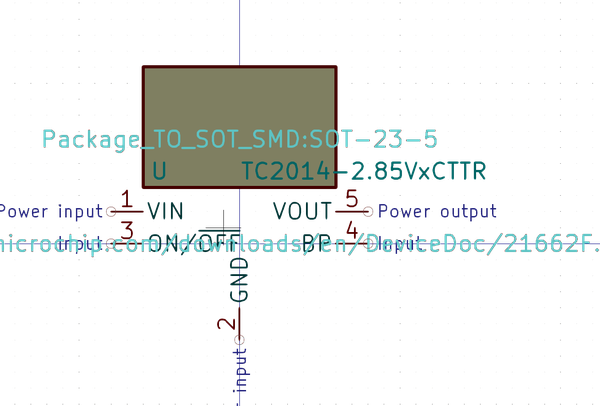 Package_TO_SOT_SMD:SOT-23-5
U TC2014-2.85VxCTTR
Power input 1 VIN VOUT 5 Power output
Input 3 ON/OFF BP 4 Input
microchip.com/downloads/en/DeviceDoc/21662F.
GND
2
input